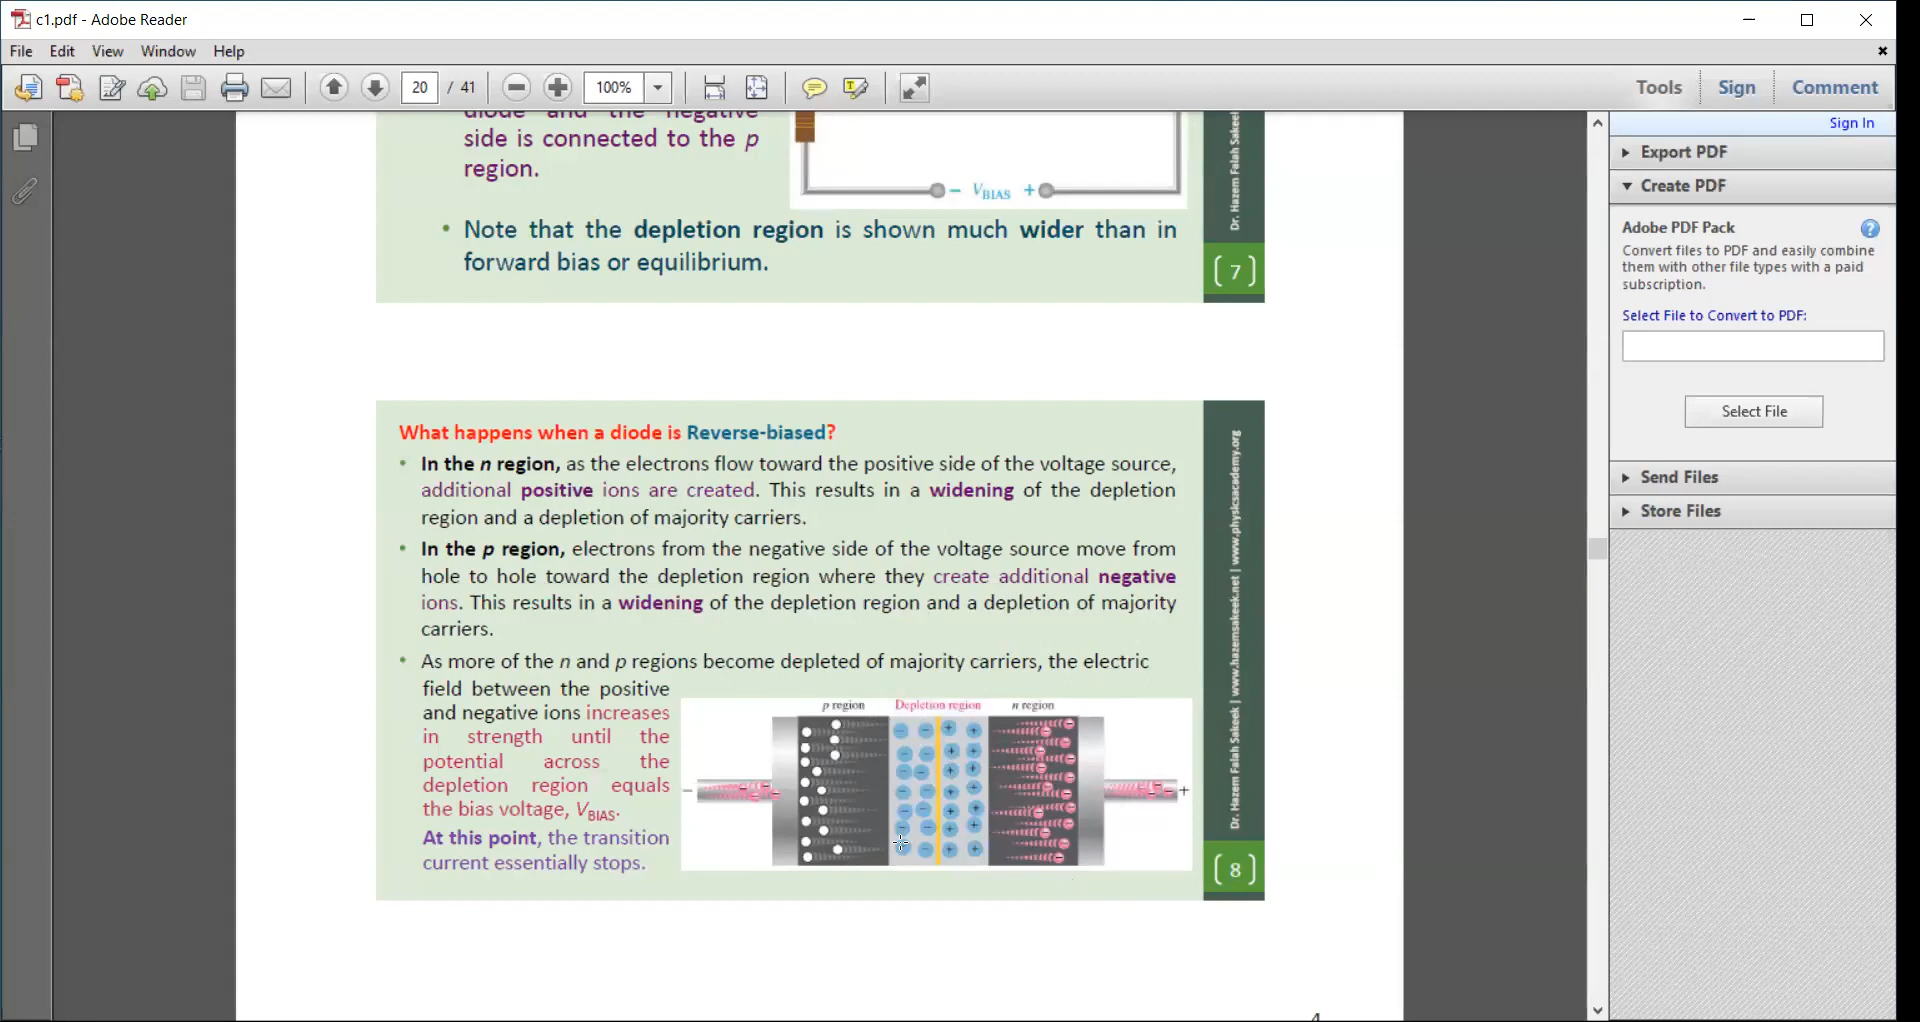 c1.pdf - Adobe Reader
File Edit View Window Help
20 / 41 100% Tools Sign Comment
Sign In
Export PDF
Create PDF
Adobe PDF Pack
Convert files to PDF and easily combine
them with other file types with a paid
subscription.
Select File to Convert to PDF:
Select File
Send Files
Store Files
diode and the negative
side is connected to the p
region.
− VBIAS +
• Note that the depletion region is shown much wider than in
forward bias or equilibrium.
Dr. Hazem Falah Sakeek
[ 7 ]
What happens when a diode is Reverse-biased?
• In the n region, as the electrons flow toward the positive side of the voltage source,
additional positive ions are created. This results in a widening of the depletion
region and a depletion of majority carriers.
• In the p region, electrons from the negative side of the voltage source move from
hole to hole toward the depletion region where they create additional negative
ions. This results in a widening of the depletion region and a depletion of majority
carriers.
• As more of the n and p regions become depleted of majority carriers, the electric
field between the positive
and negative ions increases
in strength until the
potential across the
depletion region equals
the bias voltage, VBIAS.
At this point, the transition
current essentially stops.
p region Depletion region n region
− +
Dr. Hazem Falah Sakeek | www.hazemsakeek.net | www.physicsacademy.org
[ 8 ]